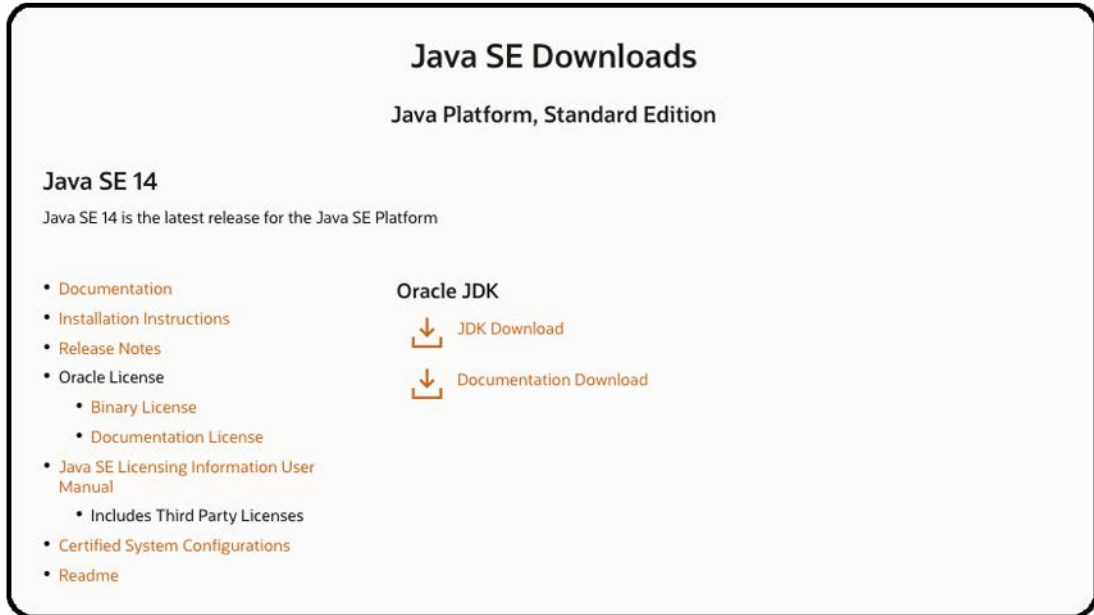 Java SE Downloads
Java Platform, Standard Edition
Java SE 14
Java SE 14 is the latest release for the Java SE Platform
• Documentation
• Installation Instructions
• Release Notes
• Oracle License
• Binary License
• Documentation License
• Java SE Licensing Information User
Manual
• Includes Third Party Licenses
• Certified System Configurations
• Readme
Oracle JDK
JDK Download
Documentation Download